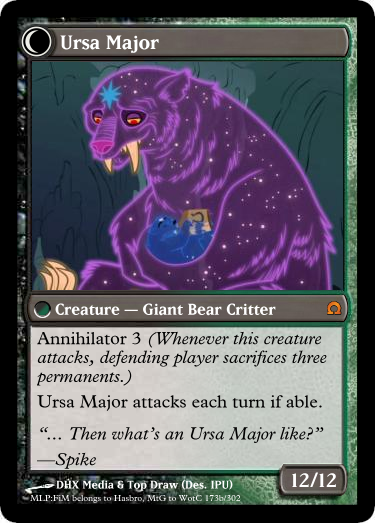 Ursa Major
Creature — Giant Bear Critter
Annihilator 3 (Whenever this creature
attacks, defending player sacrifices three
permanents.)
Ursa Major attacks each turn if able.
“... Then what’s an Ursa Major like?”
—Spike
12/12
DHX Media & Top Draw (Des. IPU)
MLP:FiM belongs to Hasbro, MtG to WotC 173b/302